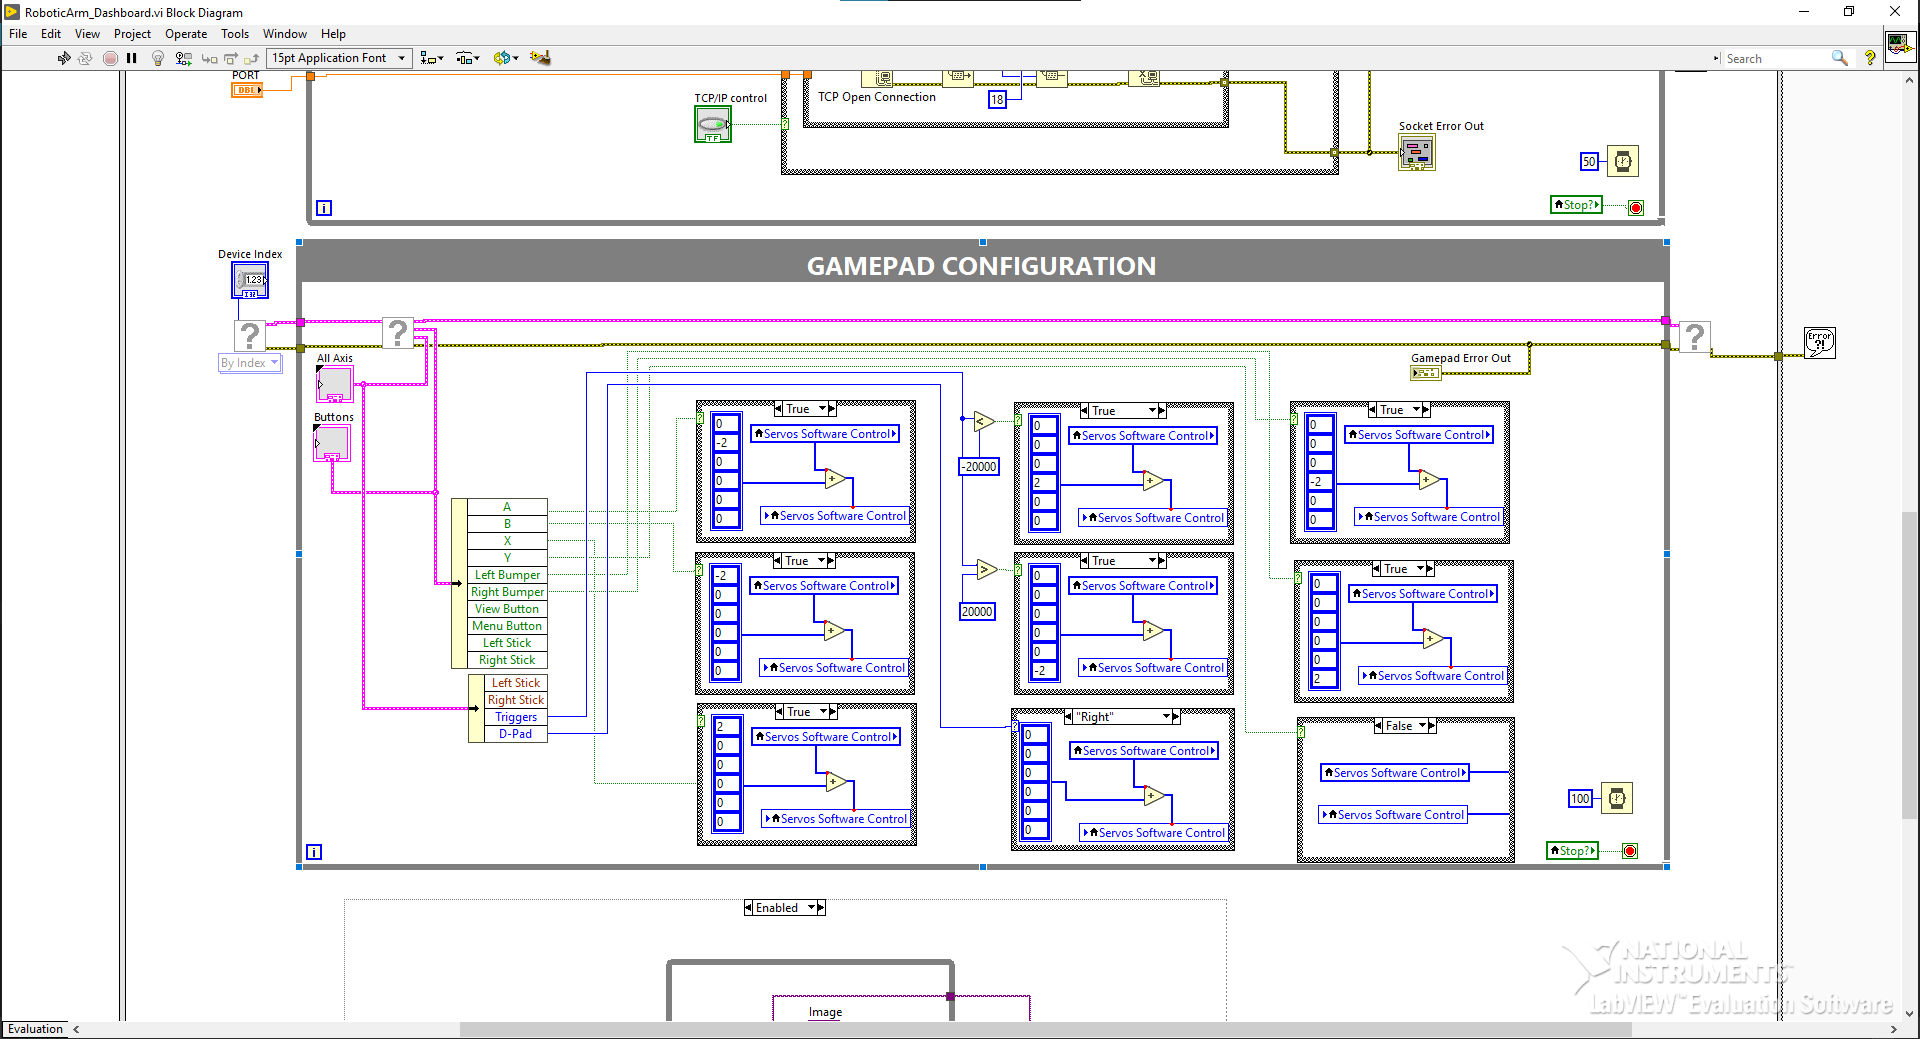 RoboticArm_Dashboard.vi Block Diagram
File Edit View Project Operate Tools Window Help
15pt Application Font
Search
PORT
DBL
TCP/IP control
TF
TCP Open Connection
18
Socket Error Out
50
Stop?
i
GAMEPAD CONFIGURATION
Device Index
1.23
I32
?
By Index
?
?
Error
?!
Gamepad Error Out
All Axis
Buttons
A
B
X
Y
Left Bumper
Right Bumper
View Button
Menu Button
Left Stick
Right Stick
Left Stick
Right Stick
Triggers
D-Pad
True
0
-2
0
0
0
0
Servos Software Control
+
Servos Software Control
True
-2
0
0
0
0
0
Servos Software Control
+
Servos Software Control
True
2
0
0
0
0
0
Servos Software Control
+
Servos Software Control
<
-20000
>
20000
True
0
0
0
2
0
0
Servos Software Control
+
Servos Software Control
True
0
0
0
0
0
-2
Servos Software Control
+
Servos Software Control
"Right"
0
0
0
0
0
0
Servos Software Control
+
Servos Software Control
True
0
0
0
-2
0
0
Servos Software Control
+
Servos Software Control
True
0
0
0
0
0
2
Servos Software Control
+
Servos Software Control
False
Servos Software Control
Servos Software Control
100
Stop?
i
Enabled
Image
NATIONAL
INSTRUMENTS™
LabVIEW™ Evaluation Software
Evaluation